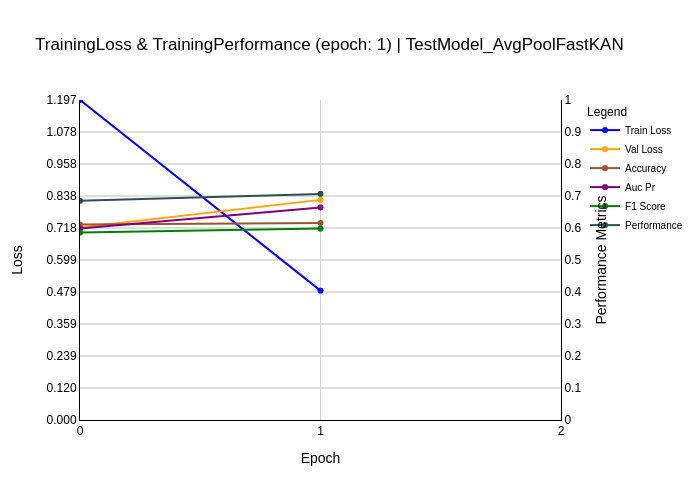 TrainingLoss & TrainingPerformance (epoch: 1) | TestModel_AvgPoolFastKAN
1.197
1.078
0.958
0.838
0.718
0.599
0.479
0.359
0.239
0.120
0.000
Loss
0
1
2
Epoch
1
0.9
0.8
0.7
0.6
0.5
0.4
0.3
0.2
0.1
0
Performance Metrics
Legend
Train Loss
Val Loss
Accuracy
Auc Pr
F1 Score
Performance